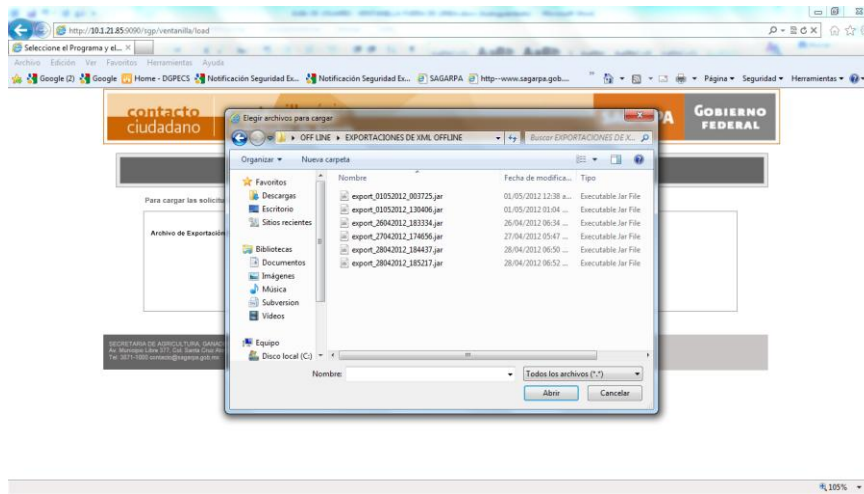 http://10.1.21.85:9090/sgp/ventanilla/load
Seleccione el Programa y el...
Archivo Edición Ver Favoritos Herramientas Ayuda
Google (2) Google Home - DGPECS Notificación Seguridad Ex... Notificación Seguridad Ex... SAGARPA http--www.sagarpa.gob.... Página Seguridad Herramientas
contacto
ciudadano
GOBIERNO
FEDERAL
Elegir archivos para cargar
OFF LINE EXPORTACIONES DE XML OFFLINE Buscar EXPORTACIONES DE X...
Organizar Nueva carpeta
Favoritos
Descargas
Escritorio
Sitios recientes
Bibliotecas
Documentos
Imágenes
Música
Subversion
Vídeos
Equipo
Disco local (C:)
Nombre Fecha de modifica... Tipo
export_01052012_003725.jar 01/05/2012 12:38 a... Executable Jar File
export_01052012_130406.jar 01/05/2012 01:04 ... Executable Jar File
export_26042012_183334.jar 26/04/2012 06:34 ... Executable Jar File
export_27042012_174656.jar 27/04/2012 05:47 ... Executable Jar File
export_28042012_184437.jar 28/04/2012 06:50 ... Executable Jar File
export_28042012_185217.jar 28/04/2012 06:52 ... Executable Jar File
Nombre: Todos los archivos (*.*)
Abrir Cancelar
Para cargar las solicitu
Archivo de Exportación
SECRETARIA DE AGRICULTURA, GANAD
Av. Municipio Libre 377, Col. Santa Cruz
Tel: 3871-1000 contacto@sagarpa.gob.mx
105%